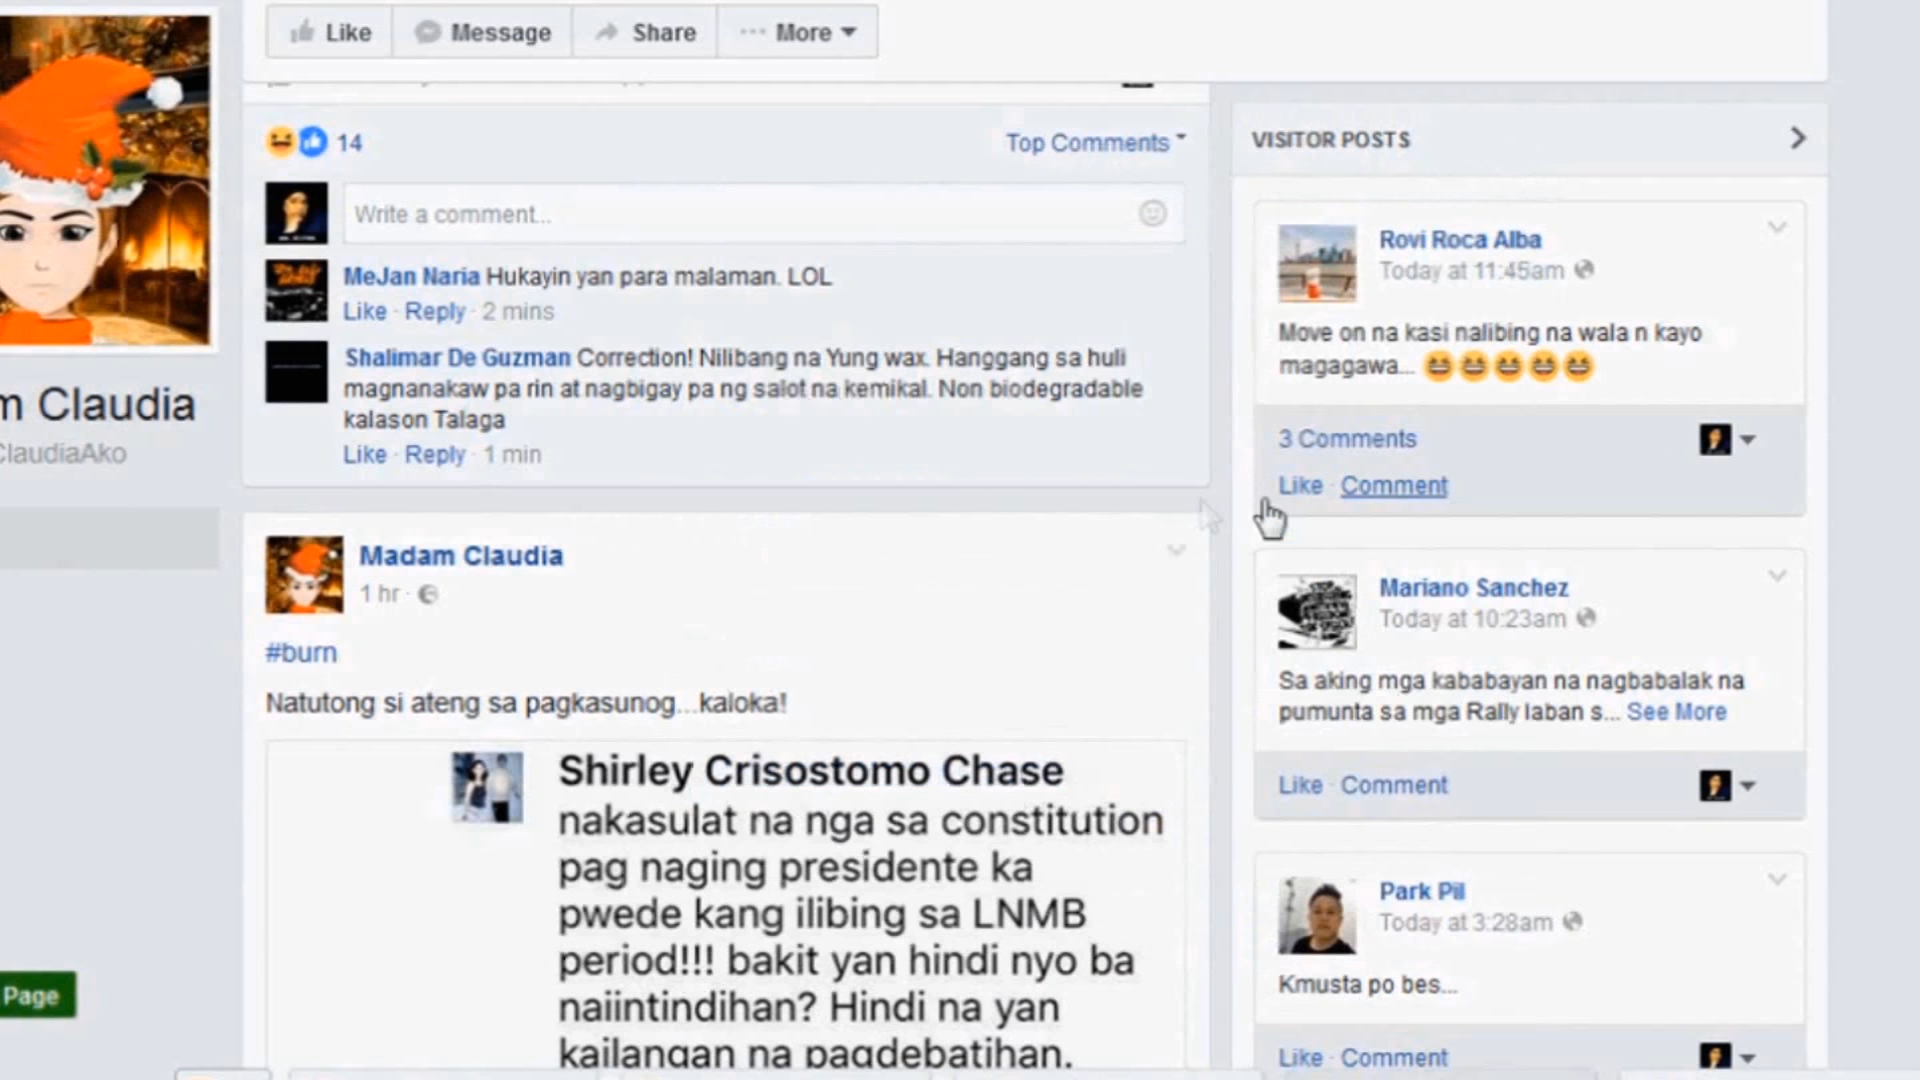 Like
Message
Share
More
14
Top Comments
Write a comment...
MeJan Naria Hukayin yan para malaman. LOL
Like · Reply · 2 mins
Shalimar De Guzman Correction! Nilibang na Yung wax. Hanggang sa huli
magnanakaw pa rin at nagbigay pa ng salot na kemikal. Non biodegradable
kalason Talaga
Like · Reply · 1 min
m Claudia
ClaudiaAko
Page
Madam Claudia
1 hr ·
#burn
Natutong si ateng sa pagkasunog...kaloka!
Shirley Crisostomo Chase
nakasulat na nga sa constitution
pag naging presidente ka
pwede kang ilibing sa LNMB
period!!! bakit yan hindi nyo ba
naiintindihan? Hindi na yan
kailangan na pagdebatihan.
VISITOR POSTS
Rovi Roca Alba
Today at 11:45am
Move on na kasi nalibing na wala n kayo
magagawa... 😆😆😆😆😆
3 Comments
Like · Comment
Mariano Sanchez
Today at 10:23am
Sa aking mga kababayan na nagbabalak na
pumunta sa mga Rally laban s... See More
Like · Comment
Park Pil
Today at 3:28am
Kmusta po bes...
Like · Comment